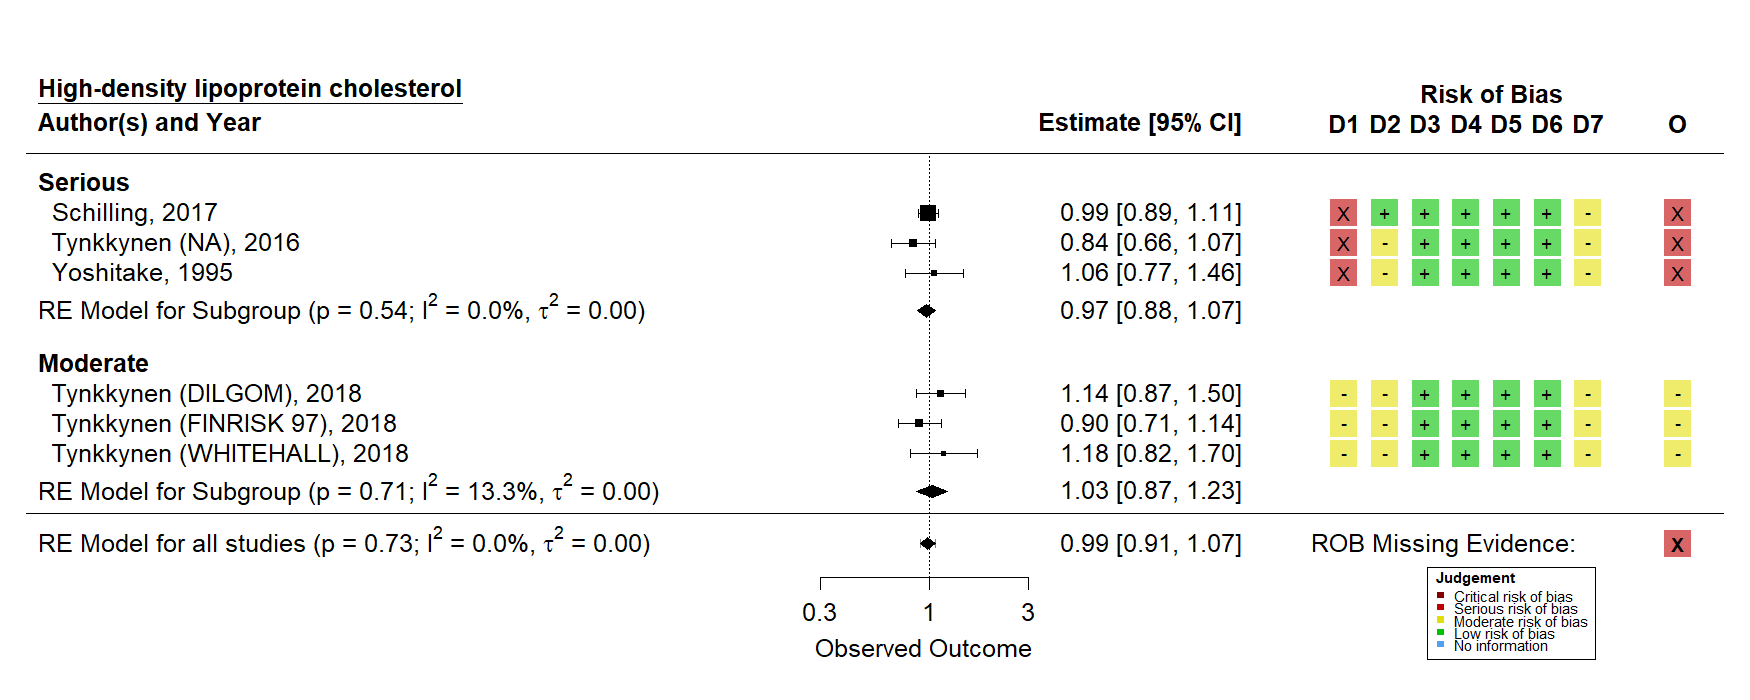 High-density lipoprotein cholesterol
Risk of Bias
Author(s) and Year Estimate [95% CI] D1 D2 D3 D4 D5 D6 D7 O
Serious
Schilling, 2017 0.99 [0.89, 1.11] X + + + + + - X
Tynkkynen (NA), 2016 0.84 [0.66, 1.07] X - + + + + - X
Yoshitake, 1995 1.06 [0.77, 1.46] X - + + + + - X
RE Model for Subgroup (p = 0.54; I² = 0.0%, τ² = 0.00) 0.97 [0.88, 1.07]
Moderate
Tynkkynen (DILGOM), 2018 1.14 [0.87, 1.50] - - + + + + - -
Tynkkynen (FINRISK 97), 2018 0.90 [0.71, 1.14] - - + + + + - -
Tynkkynen (WHITEHALL), 2018 1.18 [0.82, 1.70] - - + + + + - -
RE Model for Subgroup (p = 0.71; I² = 13.3%, τ² = 0.00) 1.03 [0.87, 1.23]
RE Model for all studies (p = 0.73; I² = 0.0%, τ² = 0.00) 0.99 [0.91, 1.07] ROB Missing Evidence: X
0.3 1 3
Observed Outcome
Judgement
Critical risk of bias
Serious risk of bias
Moderate risk of bias
Low risk of bias
No information